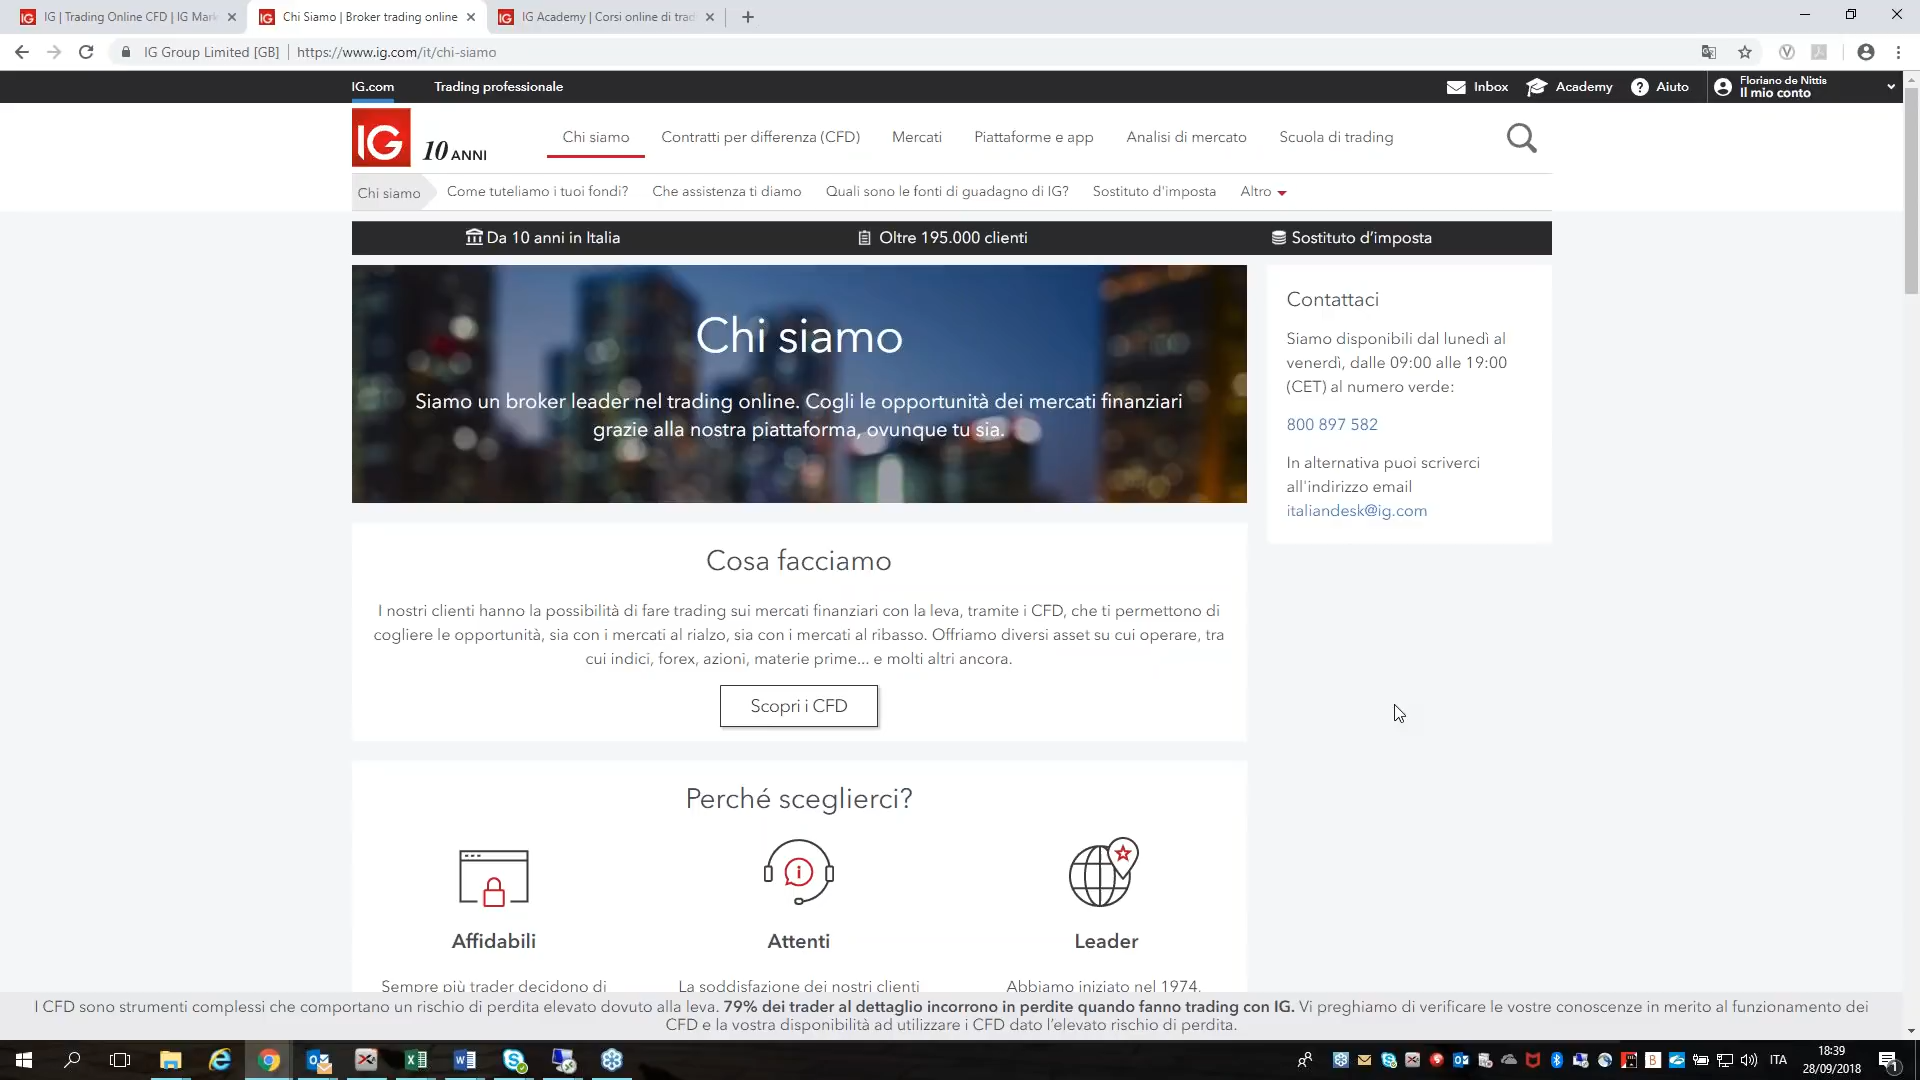 IG | Trading Online CFD | IG Mark
Chi Siamo | Broker trading online
IG Academy | Corsi online di trad
IG Group Limited [GB]
https://www.ig.com/it/chi-siamo
IG.com
Trading professionale
Inbox
Academy
Aiuto
Floriano de Nittis
Il mio conto
IG
10 ANNI
Chi siamo
Contratti per differenza (CFD)
Mercati
Piattaforme e app
Analisi di mercato
Scuola di trading
Chi siamo
Come tuteliamo i tuoi fondi?
Che assistenza ti diamo
Quali sono le fonti di guadagno di IG?
Sostituto d'imposta
Altro
Da 10 anni in Italia
Oltre 195.000 clienti
Sostituto d'imposta
Chi siamo
Siamo un broker leader nel trading online. Cogli le opportunità dei mercati finanziari
grazie alla nostra piattaforma, ovunque tu sia.
Contattaci
Siamo disponibili dal lunedì al
venerdì, dalle 09:00 alle 19:00
(CET) al numero verde:
800 897 582
In alternativa puoi scriverci
all'indirizzo email
italiandesk@ig.com
Cosa facciamo
I nostri clienti hanno la possibilità di fare trading sui mercati finanziari con la leva, tramite i CFD, che ti permettono di
cogliere le opportunità, sia con i mercati al rialzo, sia con i mercati al ribasso. Offriamo diversi asset su cui operare, tra
cui indici, forex, azioni, materie prime... e molti altri ancora.
Scopri i CFD
Perché sceglierci?
Affidabili
Attenti
Leader
Sempre più trader decidono di
La soddisfazione dei nostri clienti
Abbiamo iniziato nel 1974,
I CFD sono strumenti complessi che comportano un rischio di perdita elevato dovuto alla leva. 79% dei trader al dettaglio incorrono in perdite quando fanno trading con IG. Vi preghiamo di verificare le vostre conoscenze in merito al funzionamento dei
CFD e la vostra disponibilità ad utilizzare i CFD dato l'elevato rischio di perdita.
ITA
18:39
28/09/2018
1